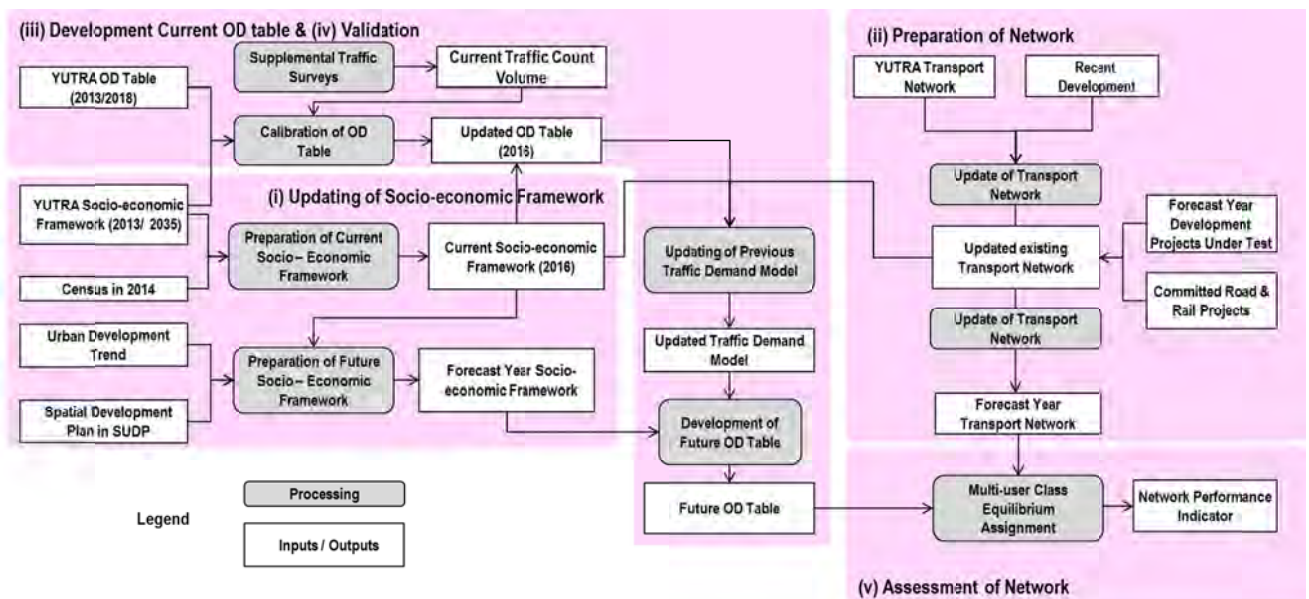 (iii) Development Current OD table & (iv) Validation
Supplemental Traffic
Surveys
Current Traffic Count
Volume
YUTRA OD Table
(2013/2018)
Calibration of OD
Table
Updated OD Table
(2016)
(i) Updating of Socio-economic Framework
YUTRA Socio-economic
Framework (2013/ 2035)
Preparation of Current
Socio – Economic
Framework
Current Socio-economic
Framework (2016)
Census in 2014
Urban Development
Trend
Preparation of Future
Socio – Economic
Framework
Forecast Year Socio-
economic Framework
Spatial Development
Plan in SUDP
Updating of Previous
Traffic Demand Model
Updated Traffic Demand
Model
Development of
Future OD Table
Future OD Table
(ii) Preparation of Network
YUTRA Transport
Network
Recent
Development
Update of Transport
Network
Forecast Year
Development
Projects Under Test
Updated existing
Transport Network
Committed Road &
Rail Projects
Update of Transport
Network
Forecast Year
Transport Network
Multi-user Class
Equilibrium
Assignment
Network Performance
Indicator
(v) Assessment of Network
Legend
Processing
Inputs / Outputs